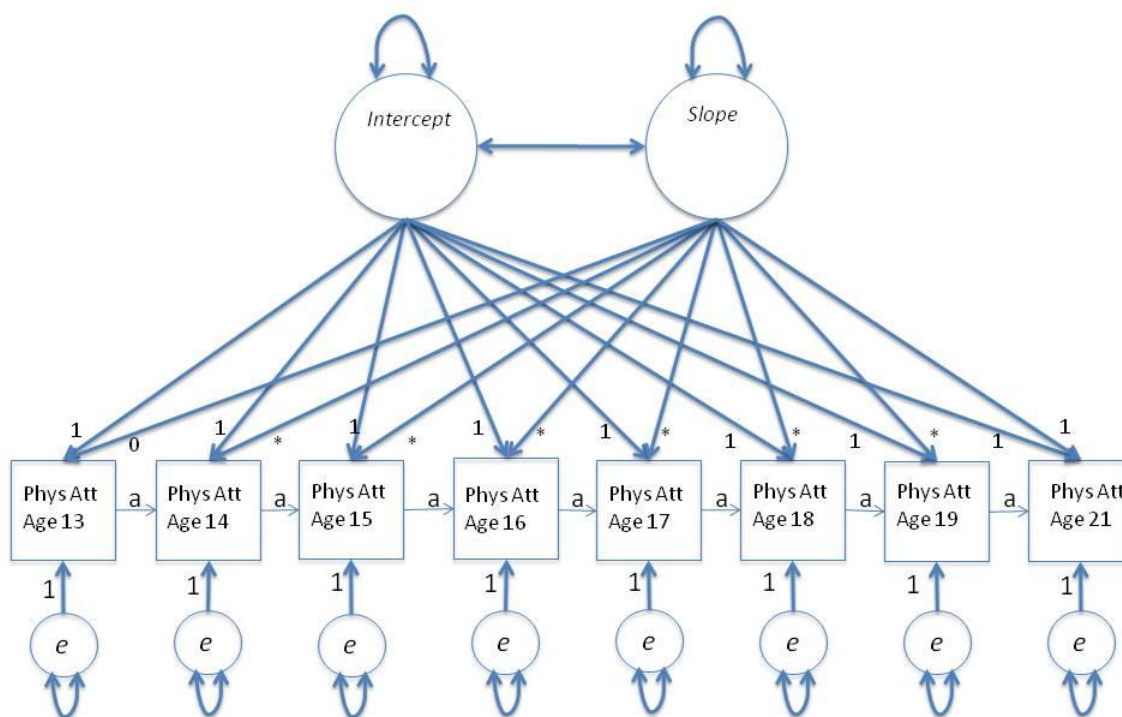 Intercept
Slope
1 0 1 * 1 * 1 * 1 * 1 * 1 * 1 1
Phys Att
Age 13
a
Phys Att
Age 14
a
Phys Att
Age 15
a
Phys Att
Age 16
a
Phys Att
Age 17
a
Phys Att
Age 18
a
Phys Att
Age 19
a
Phys Att
Age 21
1 1 1 1 1 1 1 1
e e e e e e e e